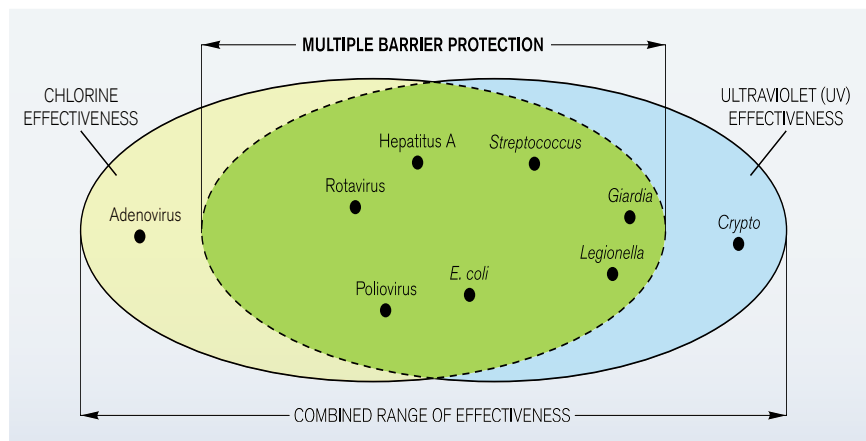 MULTIPLE BARRIER PROTECTION
CHLORINE
EFFECTIVENESS
ULTRAVIOLET (UV)
EFFECTIVENESS
Hepatitus A
Streptococcus
Rotavirus
Giardia
Adenovirus
Crypto
Legionella
E. coli
Poliovirus
COMBINED RANGE OF EFFECTIVENESS